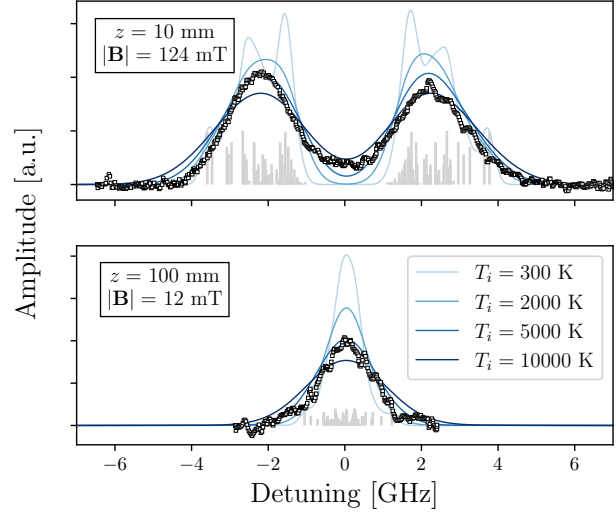 z = 10 mm
|B| = 124 mT
Amplitude [a.u.]
z = 100 mm
|B| = 12 mT
T_i = 300 K
T_i = 2000 K
T_i = 5000 K
T_i = 10000 K
−6 −4 −2 0 2 4 6
Detuning [GHz]